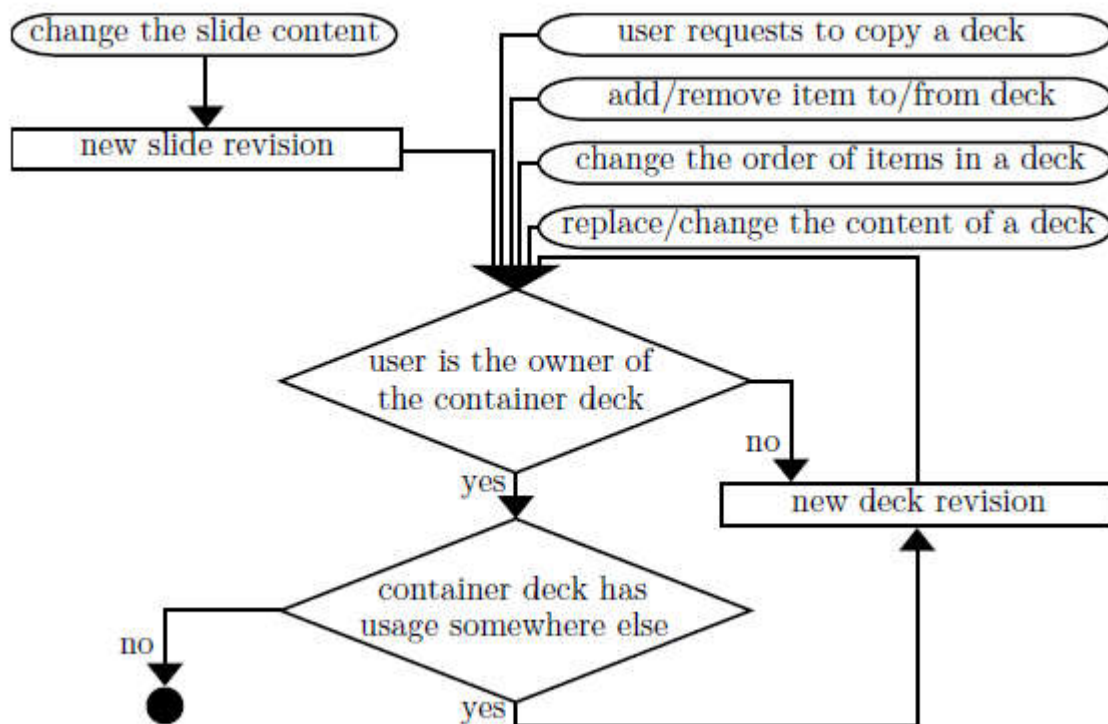 change the slide content
new slide revision
user requests to copy a deck
add/remove item to/from deck
change the order of items in a deck
replace/change the content of a deck
user is the owner of
the container deck
no
yes
new deck revision
container deck has
usage somewhere else
no
yes